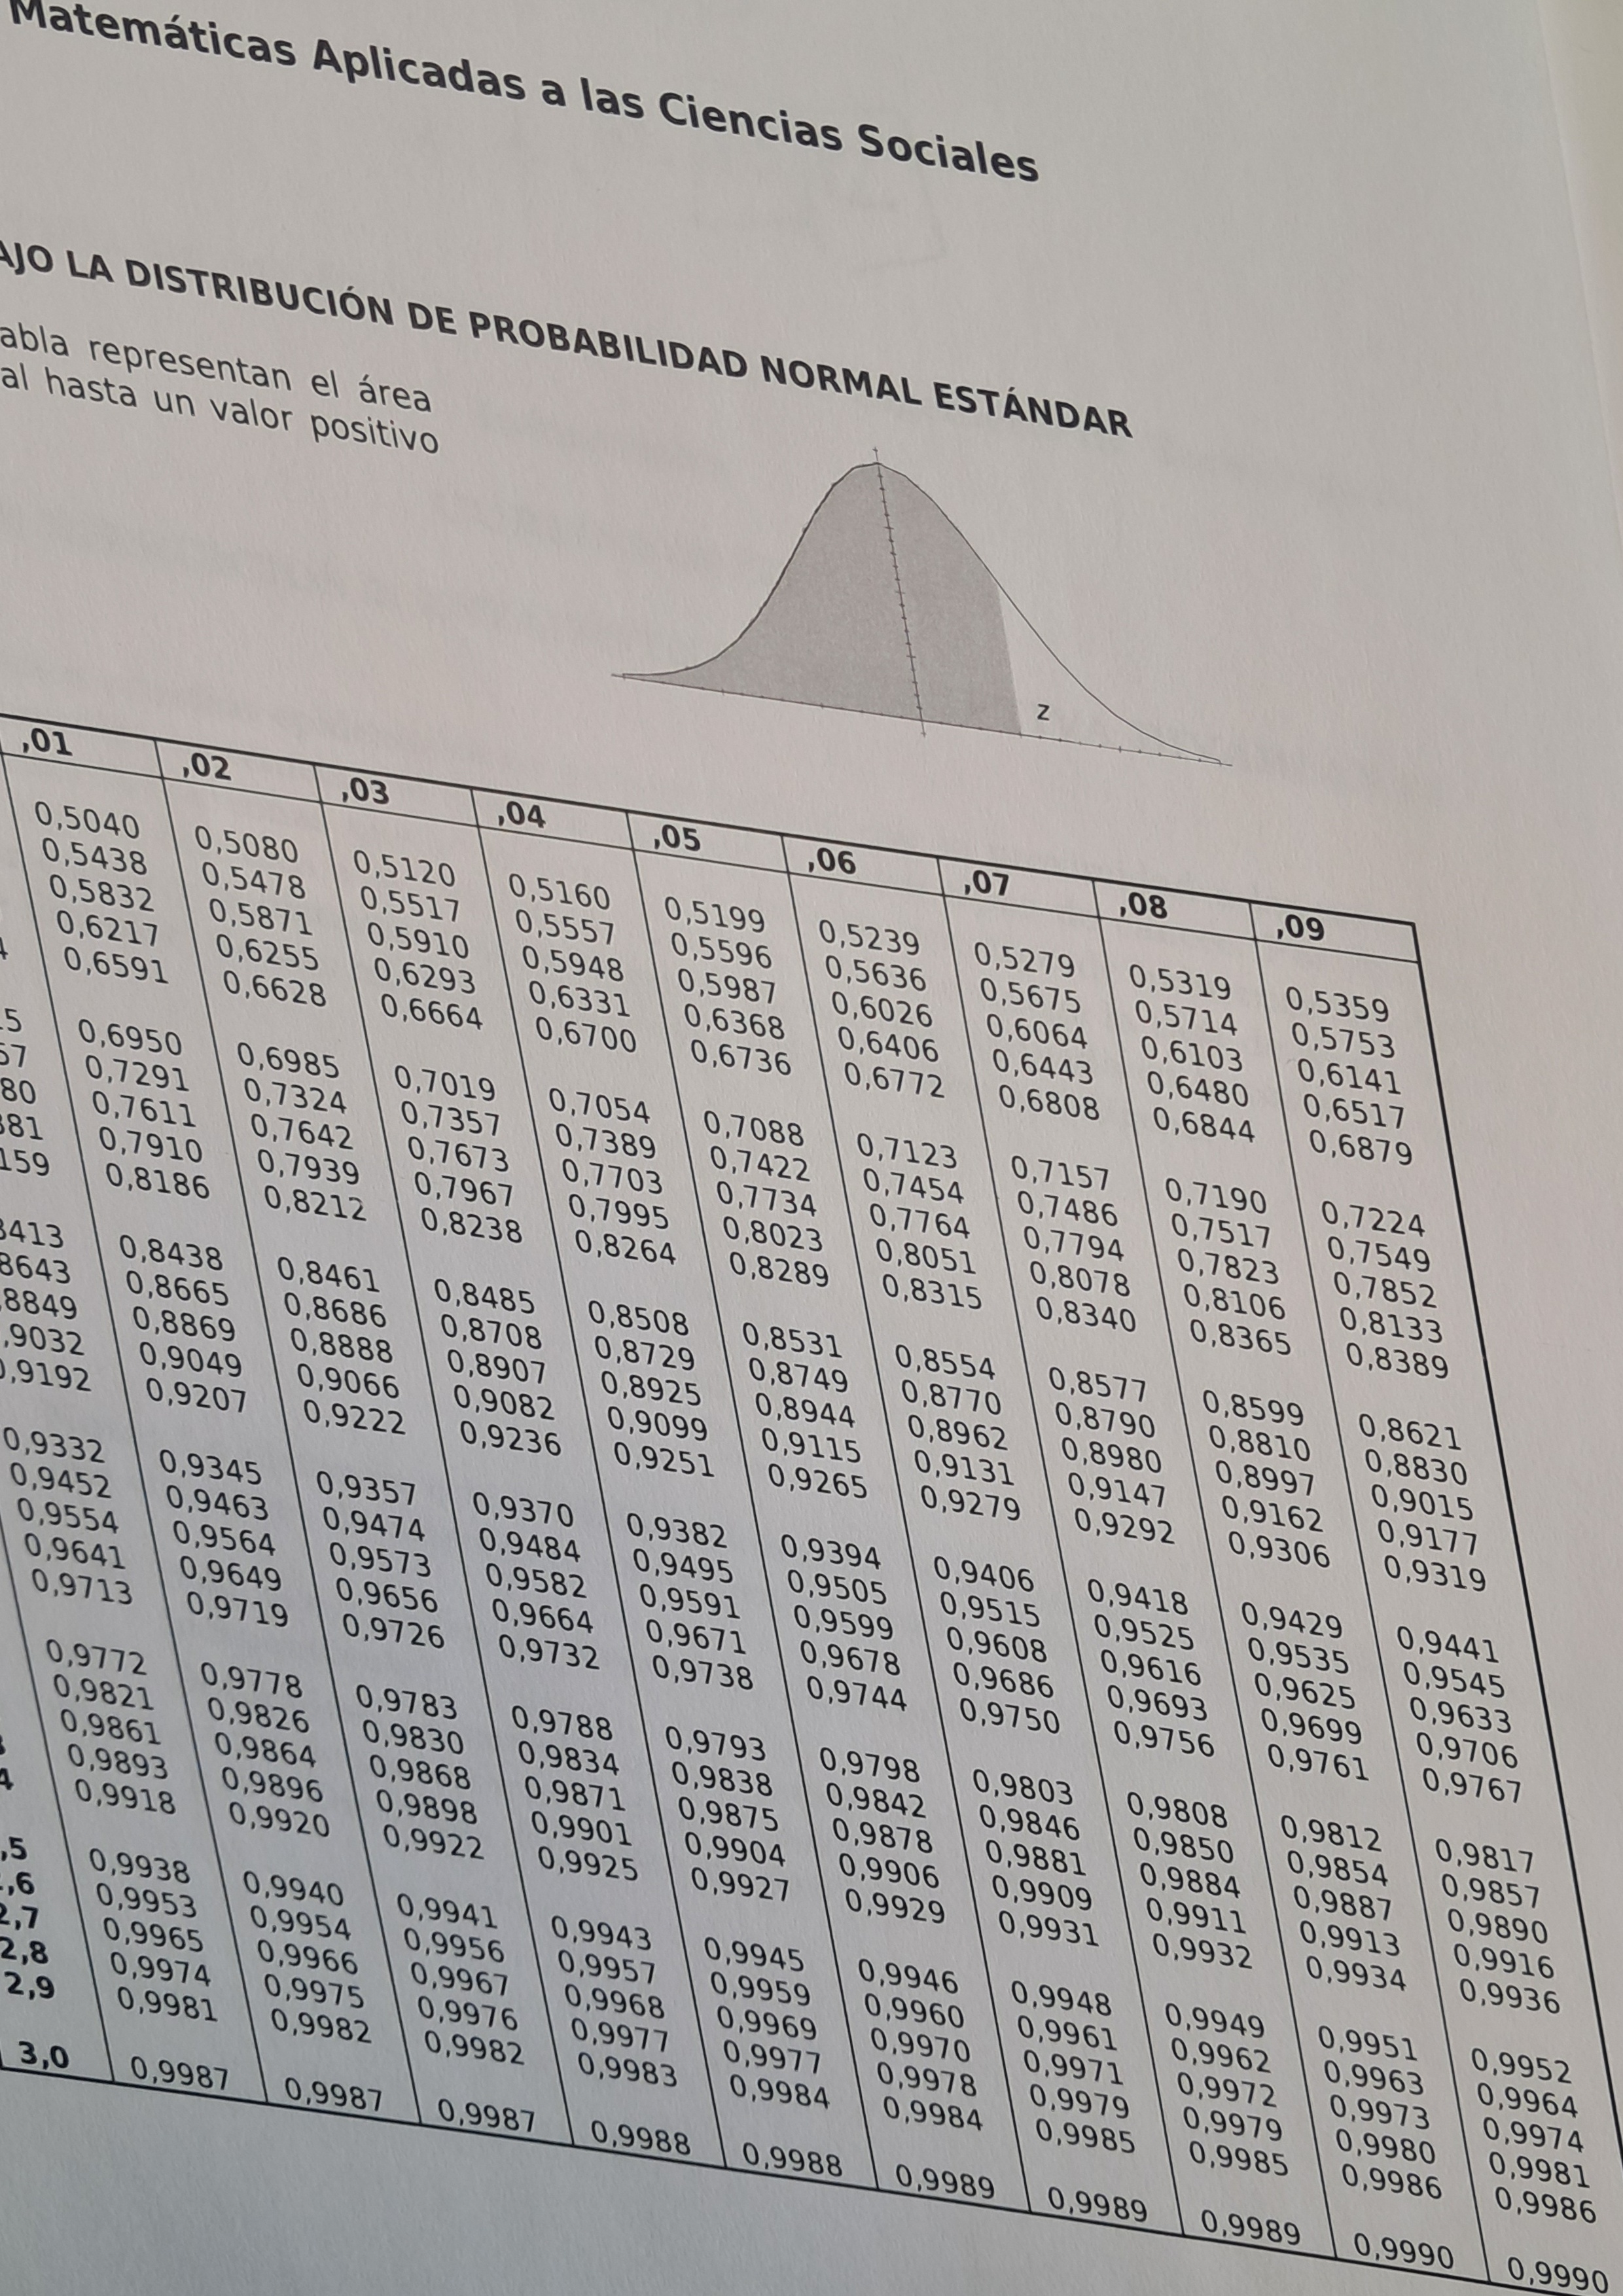 Matemáticas Aplicadas a las Ciencias Sociales
AJO LA DISTRIBUCIÓN DE PROBABILIDAD NORMAL ESTÁNDAR
abla representan el área
al hasta un valor positivo
z
,01 ,02 ,03 ,04 ,05 ,06 ,07 ,08 ,09
0,5040 0,5080 0,5120 0,5160 0,5199 0,5239 0,5279 0,5319 0,5359
0,5438 0,5478 0,5517 0,5557 0,5596 0,5636 0,5675 0,5714 0,5753
0,5832 0,5871 0,5910 0,5948 0,5987 0,6026 0,6064 0,6103 0,6141
0,6217 0,6255 0,6293 0,6331 0,6368 0,6406 0,6443 0,6480 0,6517
4 0,6591 0,6628 0,6664 0,6700 0,6736 0,6772 0,6808 0,6844 0,6879
15 0,6950 0,6985 0,7019 0,7054 0,7088 0,7123 0,7157 0,7190 0,7224
57 0,7291 0,7324 0,7357 0,7389 0,7422 0,7454 0,7486 0,7517 0,7549
80 0,7611 0,7642 0,7673 0,7703 0,7734 0,7764 0,7794 0,7823 0,7852
881 0,7910 0,7939 0,7967 0,7995 0,8023 0,8051 0,8078 0,8106 0,8133
159 0,8186 0,8212 0,8238 0,8264 0,8289 0,8315 0,8340 0,8365 0,8389
8413 0,8438 0,8461 0,8485 0,8508 0,8531 0,8554 0,8577 0,8599 0,8621
8643 0,8665 0,8686 0,8708 0,8729 0,8749 0,8770 0,8790 0,8810 0,8830
,8849 0,8869 0,8888 0,8907 0,8925 0,8944 0,8962 0,8980 0,8997 0,9015
,9032 0,9049 0,9066 0,9082 0,9099 0,9115 0,9131 0,9147 0,9162 0,9177
0,9192 0,9207 0,9222 0,9236 0,9251 0,9265 0,9279 0,9292 0,9306 0,9319
0,9332 0,9345 0,9357 0,9370 0,9382 0,9394 0,9406 0,9418 0,9429 0,9441
0,9452 0,9463 0,9474 0,9484 0,9495 0,9505 0,9515 0,9525 0,9535 0,9545
0,9554 0,9564 0,9573 0,9582 0,9591 0,9599 0,9608 0,9616 0,9625 0,9633
0,9641 0,9649 0,9656 0,9664 0,9671 0,9678 0,9686 0,9693 0,9699 0,9706
0,9713 0,9719 0,9726 0,9732 0,9738 0,9744 0,9750 0,9756 0,9761 0,9767
0,9772 0,9778 0,9783 0,9788 0,9793 0,9798 0,9803 0,9808 0,9812 0,9817
0,9821 0,9826 0,9830 0,9834 0,9838 0,9842 0,9846 0,9850 0,9854 0,9857
0,9861 0,9864 0,9868 0,9871 0,9875 0,9878 0,9881 0,9884 0,9887 0,9890
3 0,9893 0,9896 0,9898 0,9901 0,9904 0,9906 0,9909 0,9911 0,9913 0,9916
4 0,9918 0,9920 0,9922 0,9925 0,9927 0,9929 0,9931 0,9932 0,9934 0,9936
,5 0,9938 0,9940 0,9941 0,9943 0,9945 0,9946 0,9948 0,9949 0,9951 0,9952
,6 0,9953 0,9954 0,9956 0,9957 0,9959 0,9960 0,9961 0,9962 0,9963 0,9964
2,7 0,9965 0,9966 0,9967 0,9968 0,9969 0,9970 0,9971 0,9972 0,9973 0,9974
2,8 0,9974 0,9975 0,9976 0,9977 0,9977 0,9978 0,9979 0,9979 0,9980 0,9981
2,9 0,9981 0,9982 0,9982 0,9983 0,9984 0,9984 0,9985 0,9985 0,9986 0,9986
3,0 0,9987 0,9987 0,9987 0,9988 0,9988 0,9989 0,9989 0,9989 0,9990 0,9990